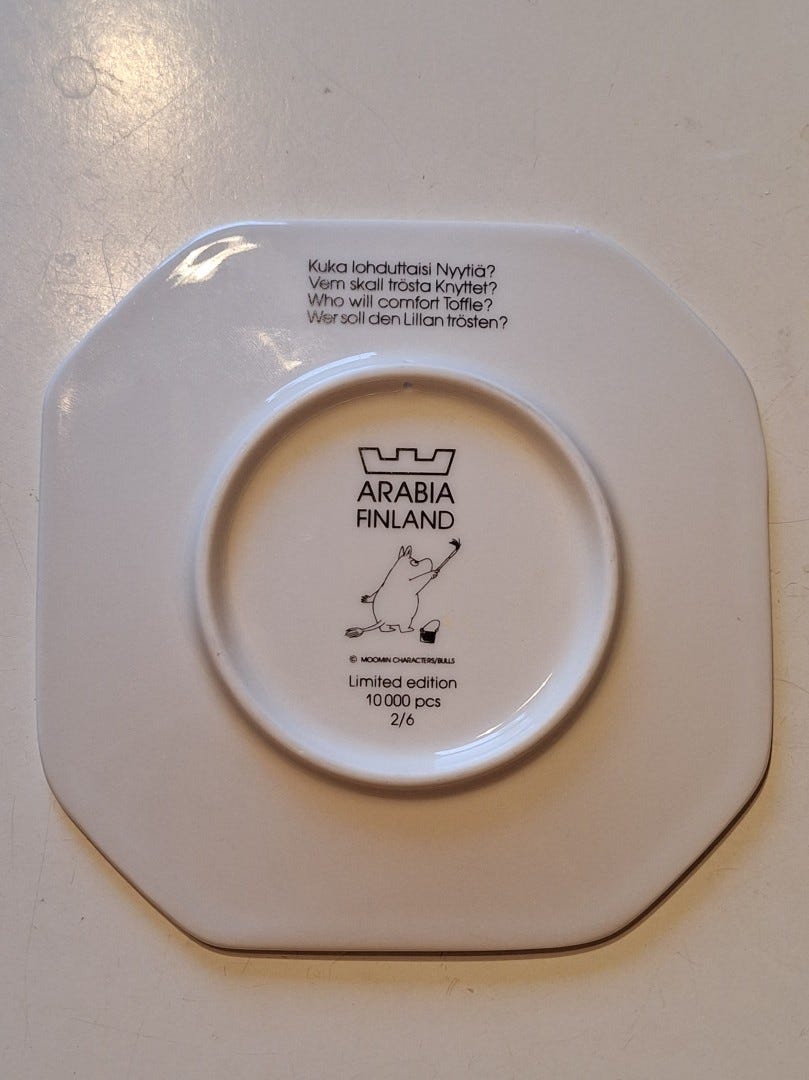 Kuka lohduttaisi Nyytiä?
Vem skall trösta Knyttet?
Who will comfort Toffle?
Wer soll den Lillan trösten?
ARABIA
FINLAND
© MOOMIN CHARACTERS/BULLS
Limited edition
10 000 pcs
2/6